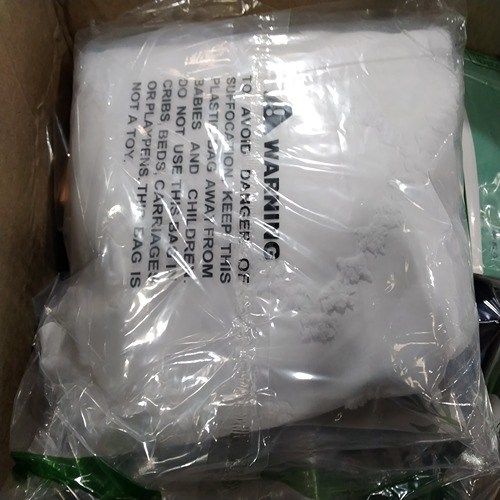 WARNING
TO AVOID DANGER OF
SUFFOCATION KEEP THIS
PLASTIC BAG AWAY FROM
BABIES AND CHILDREN.
DO NOT USE THIS BAG IN
CRIBS, BEDS, CARRIAGES
OR PLAYPENS. THIS BAG IS
NOT A TOY.